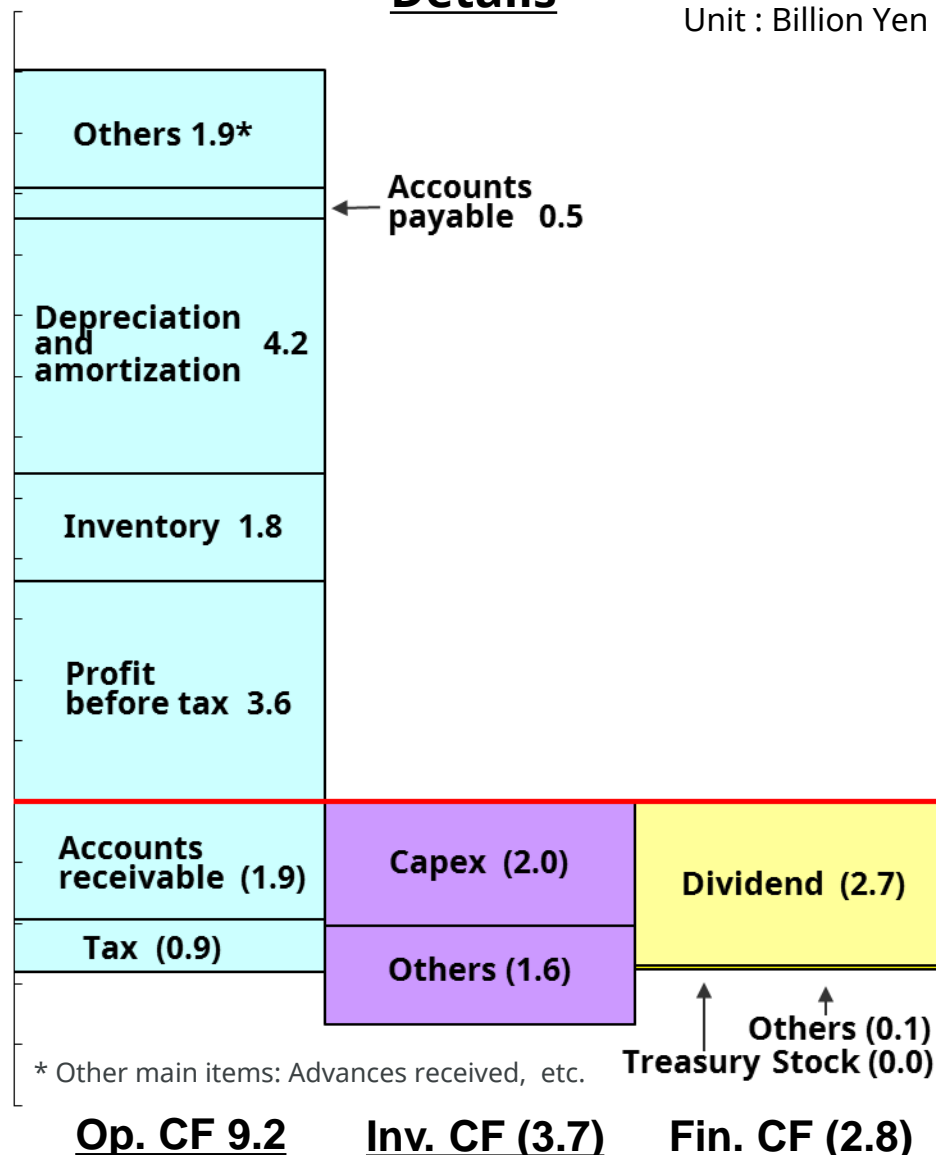 Details
Unit : Billion Yen
Others 1.9*
Accounts
payable 0.5
Depreciation
and 4.2
amortization
Inventory 1.8
Profit
before tax 3.6
Accounts
receivable (1.9)
Capex (2.0)
Dividend (2.7)
Tax (0.9)
Others (1.6)
Others (0.1)
Treasury Stock (0.0)
* Other main items: Advances received, etc.
Op. CF 9.2
Inv. CF (3.7)
Fin. CF (2.8)